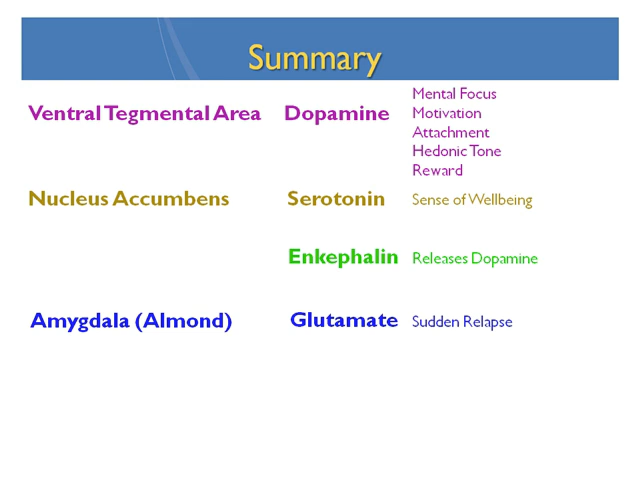 Summary
Ventral Tegmental Area Dopamine Mental Focus
Motivation
Attachment
Hedonic Tone
Reward
Nucleus Accumbens Serotonin Sense of Wellbeing
Enkephalin Releases Dopamine
Amygdala (Almond) Glutamate Sudden Relapse